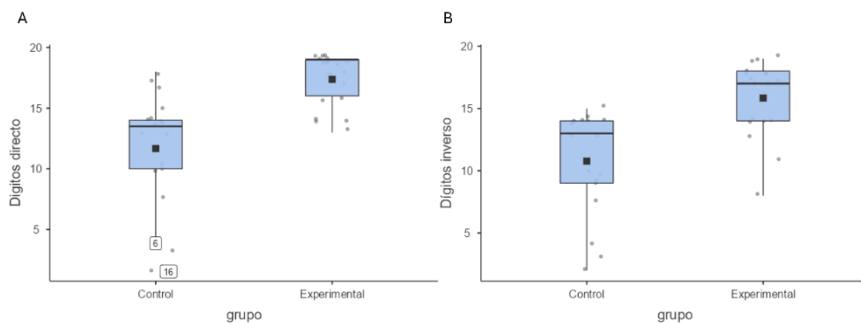 A
Dígitos directo
20
15
10
5
6
16
Control
Experimental
grupo
B
Dígitos inverso
20
15
10
5
Control
Experimental
grupo